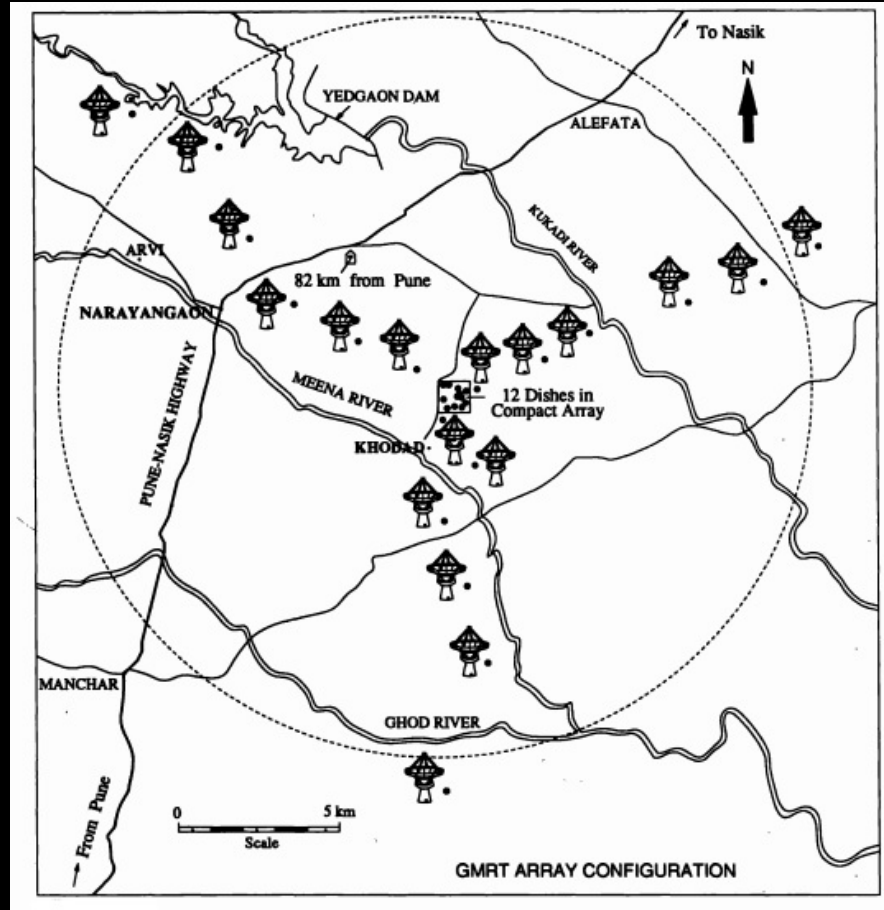 To Nasik
N
YEDGAON DAM
ALEFATA
KUKADI RIVER
ARVI
82 km from Pune
NARAYANGAON
MEENA RIVER
12 Dishes in
Compact Array
PUNE-NASIK HIGHWAY
KHODAD
MANCHAR
GHOD RIVER
From Pune
0 5 km
Scale
GMRT ARRAY CONFIGURATION